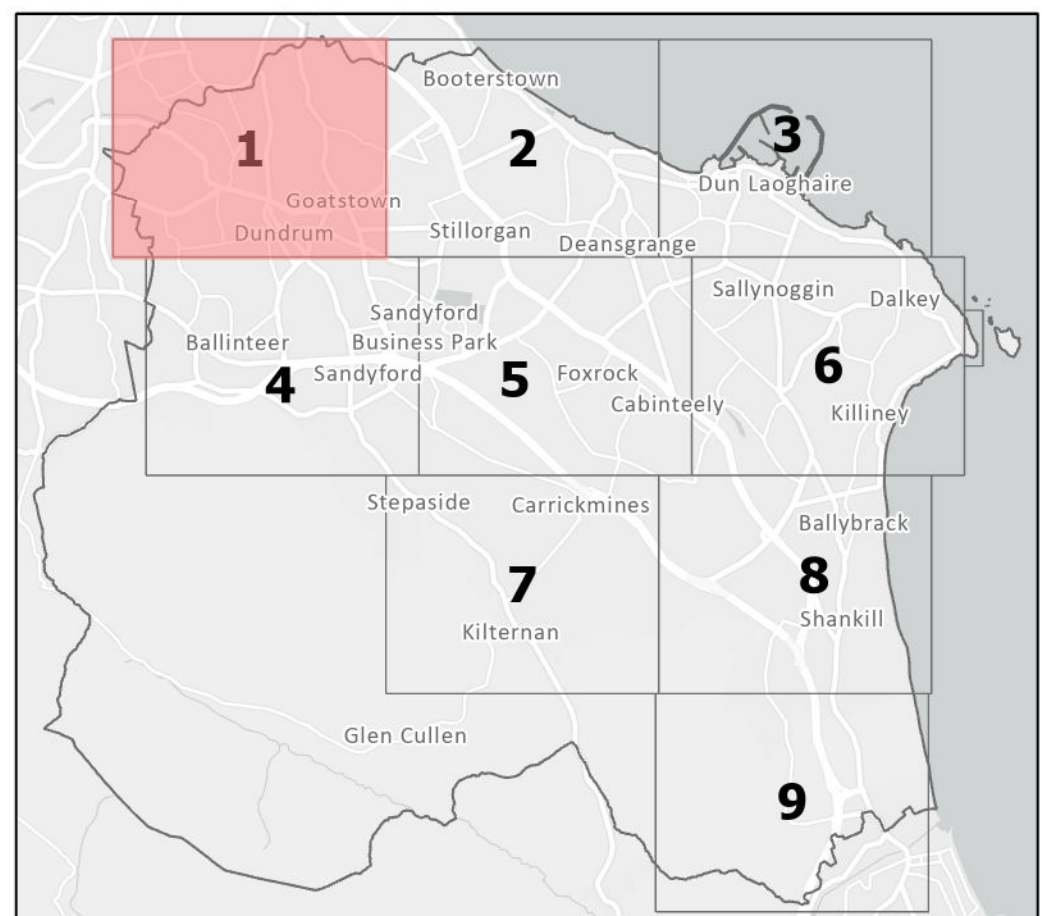 Booterstown
1
2
3
Dun Laoghaire
Goatstown
Dundrum
Stillorgan
Deansgrange
Sallynoggin
Dalkey
Sandyford
Business Park
Ballinteer
Sandyford
4
5
Foxrock
6
Cabinteely
Killiney
Stepaside
Carrickmines
Ballybrack
7
8
Shankill
Kilternan
Glen Cullen
9